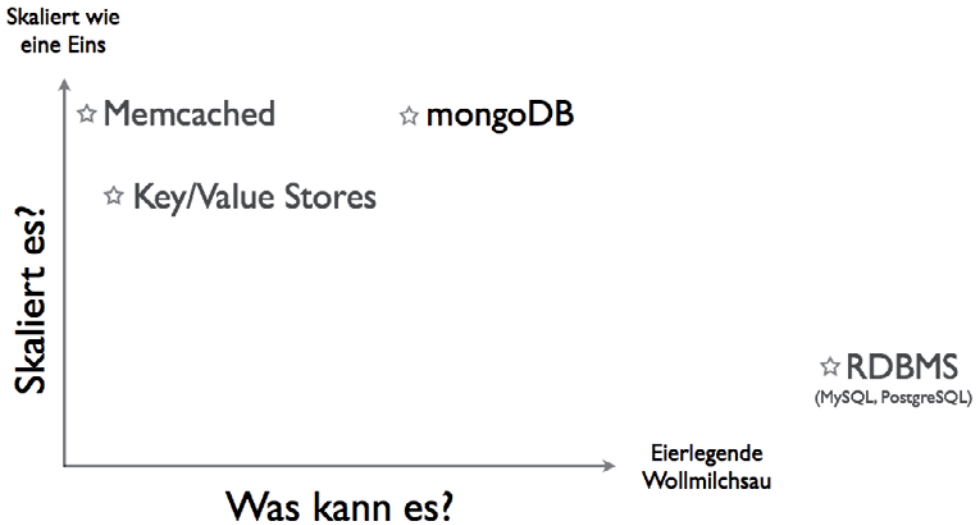 Skaliert wie
eine Eins
Memcached
mongoDB
Key/Value Stores
Skaliert es?
RDBMS
(MySQL, PostgreSQL)
Eierlegende
Wollmilchsau
Was kann es?